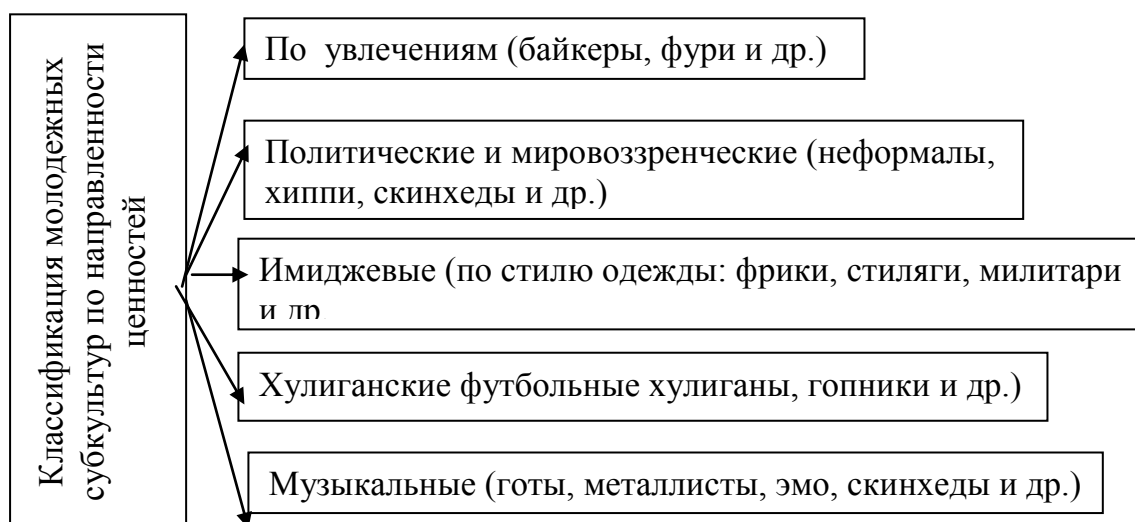 Классификация молодежных
субкультур по направленности
ценностей
По увлечениям (байкеры, фури и др.)
Политические и мировоззренческие (неформалы,
хиппи, скинхеды и др.)
Имиджевые (по стилю одежды: фрики, стиляги, милитари
и др
Хулиганские футбольные хулиганы, гопники и др.)
Музыкальные (готы, металлисты, эмо, скинхеды и др.)